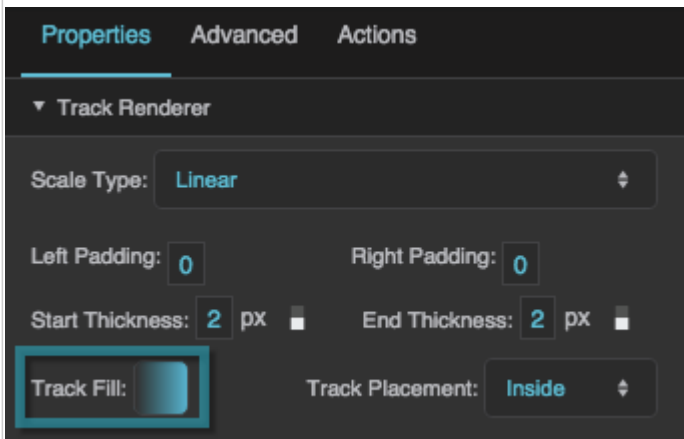 Properties Advanced Actions
Track Renderer
Scale Type: Linear
Left Padding: 0 Right Padding: 0
Start Thickness: 2 px End Thickness: 2 px
Track Fill: Track Placement: Inside